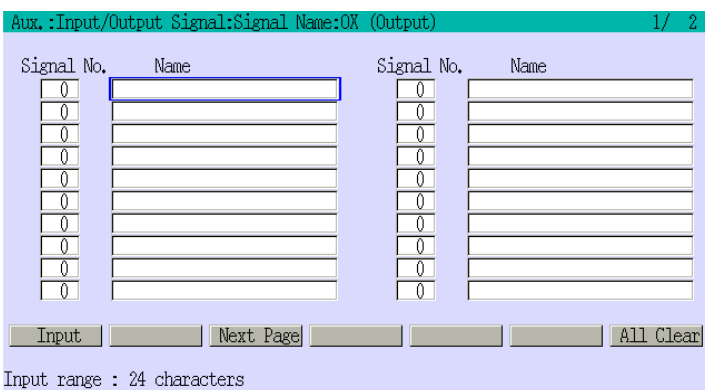 Aux.:Input/Output Signal:Signal Name:OX (Output) 1/ 2
Signal No. Name Signal No. Name
0 0
0 0
0 0
0 0
0 0
0 0
0 0
0 0
0 0
0 0
Input Next Page All Clear
Input range : 24 characters